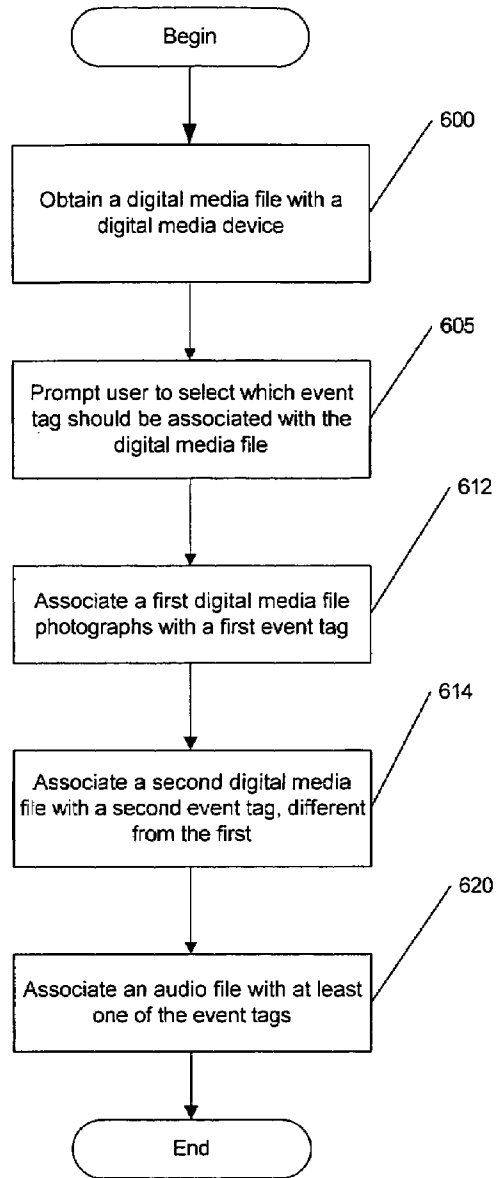 Begin
600
Obtain a digital media file with a
digital media device
605
Prompt user to select which event
tag should be associated with the
digital media file
612
Associate a first digital media file
photographs with a first event tag
614
Associate a second digital media
file with a second event tag, different
from the first
620
Associate an audio file with at least
one of the event tags
End